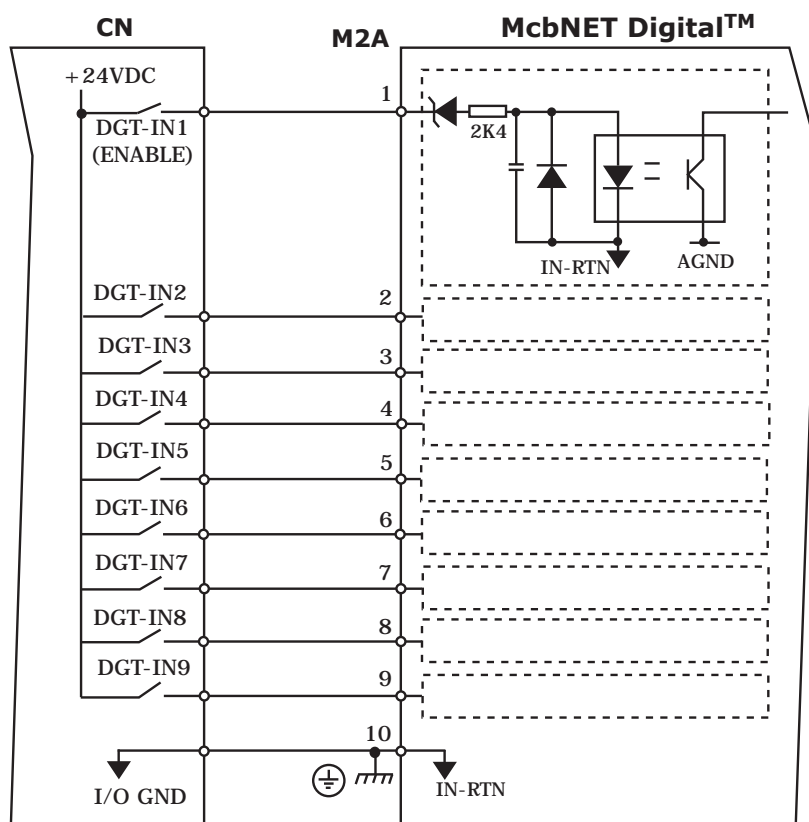 CN
M2A
McbNET Digital™
+24VDC
1
DGT-IN1
(ENABLE)
2K4
IN-RTN
AGND
DGT-IN2
2
DGT-IN3
3
DGT-IN4
4
DGT-IN5
5
DGT-IN6
6
DGT-IN7
7
DGT-IN8
8
DGT-IN9
9
10
I/O GND
IN-RTN